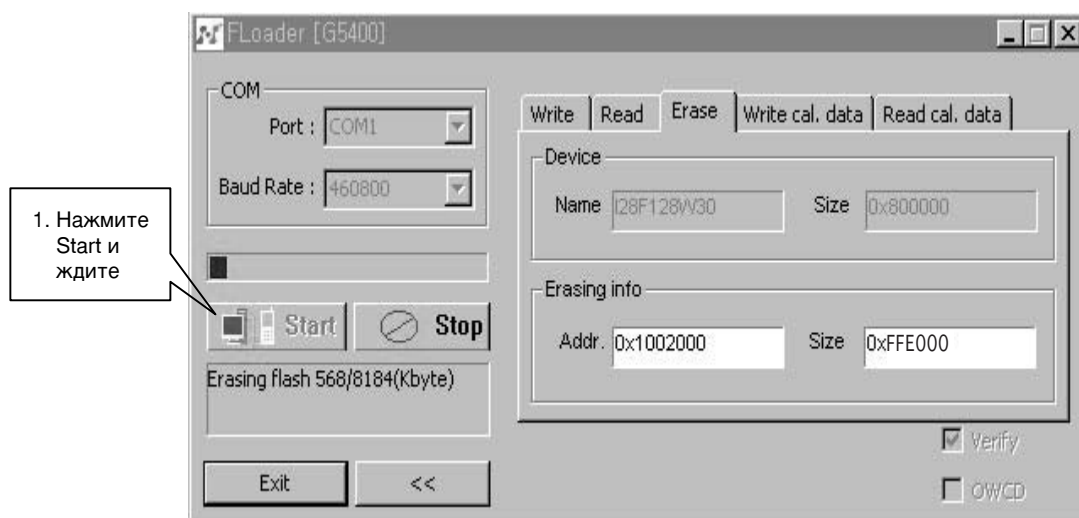 FLoader [G5400]
COM
Port : COM1
Baud Rate : 460800
1. Нажмите
Start и
ждите
Start
Stop
Erasing flash 568/8184(Kbyte)
Exit
<<
Write
Read
Erase
Write cal. data
Read cal. data
Device
Name I28F128W30
Size 0x800000
Erasing info
Addr. 0x1002000
Size 0xFFE000
Verify
OWCD